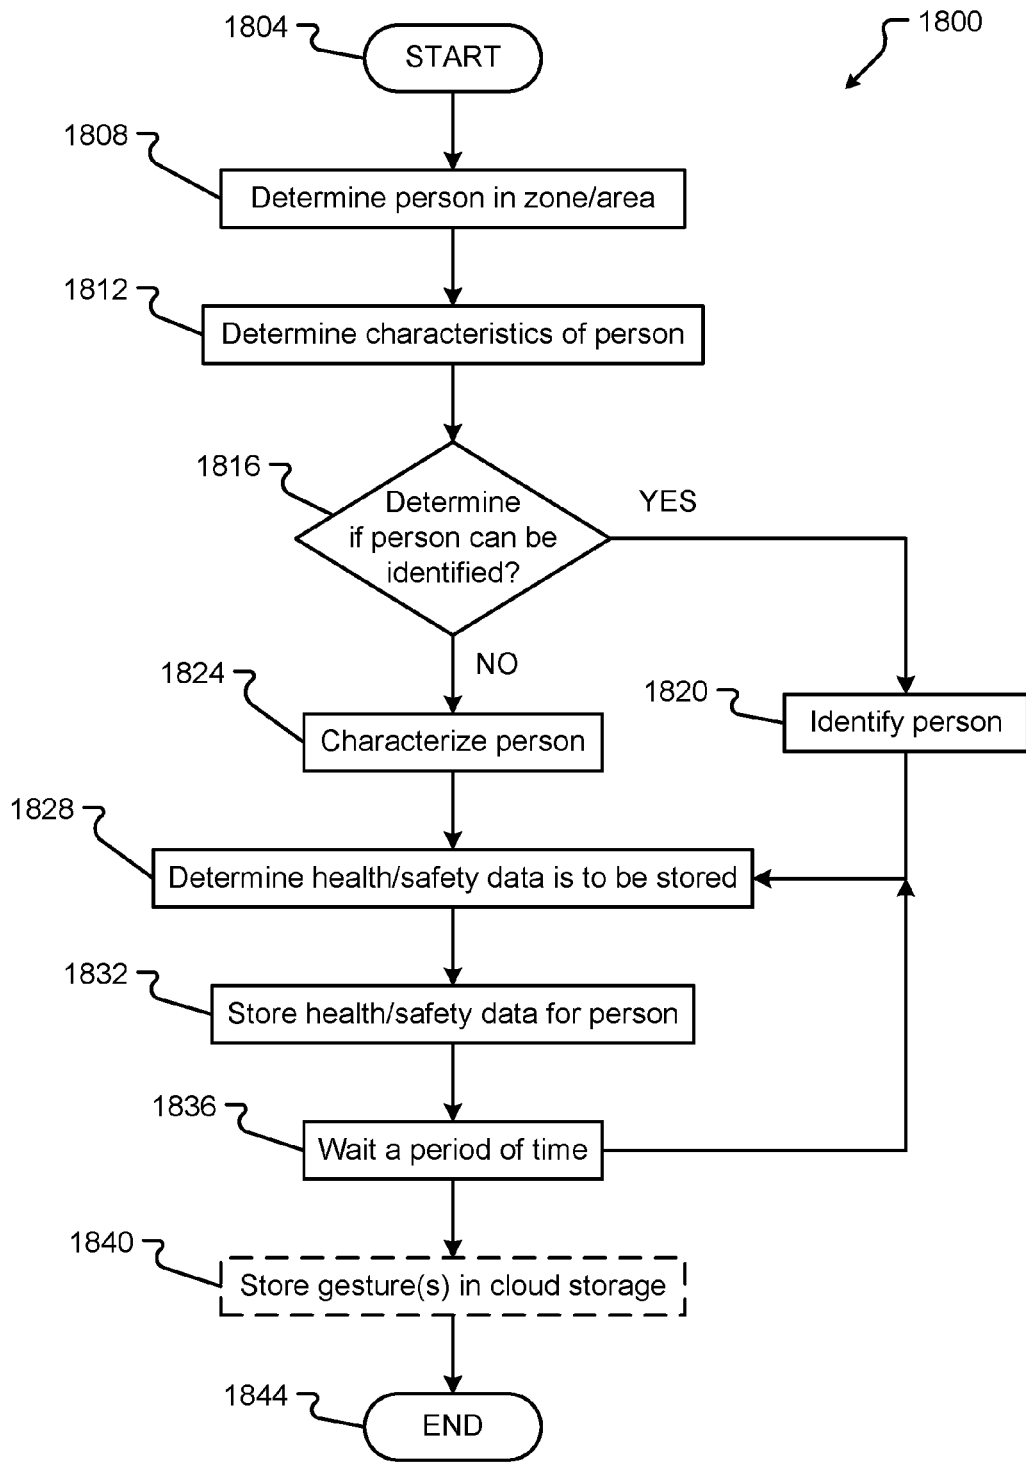 1804
START
1800
1808
Determine person in zone/area
1812
Determine characteristics of person
1816
Determine
if person can be
identified?
YES
NO
1824
Characterize person
1820
Identify person
1828
Determine health/safety data is to be stored
1832
Store health/safety data for person
1836
Wait a period of time
1840
Store gesture(s) in cloud storage
1844
END